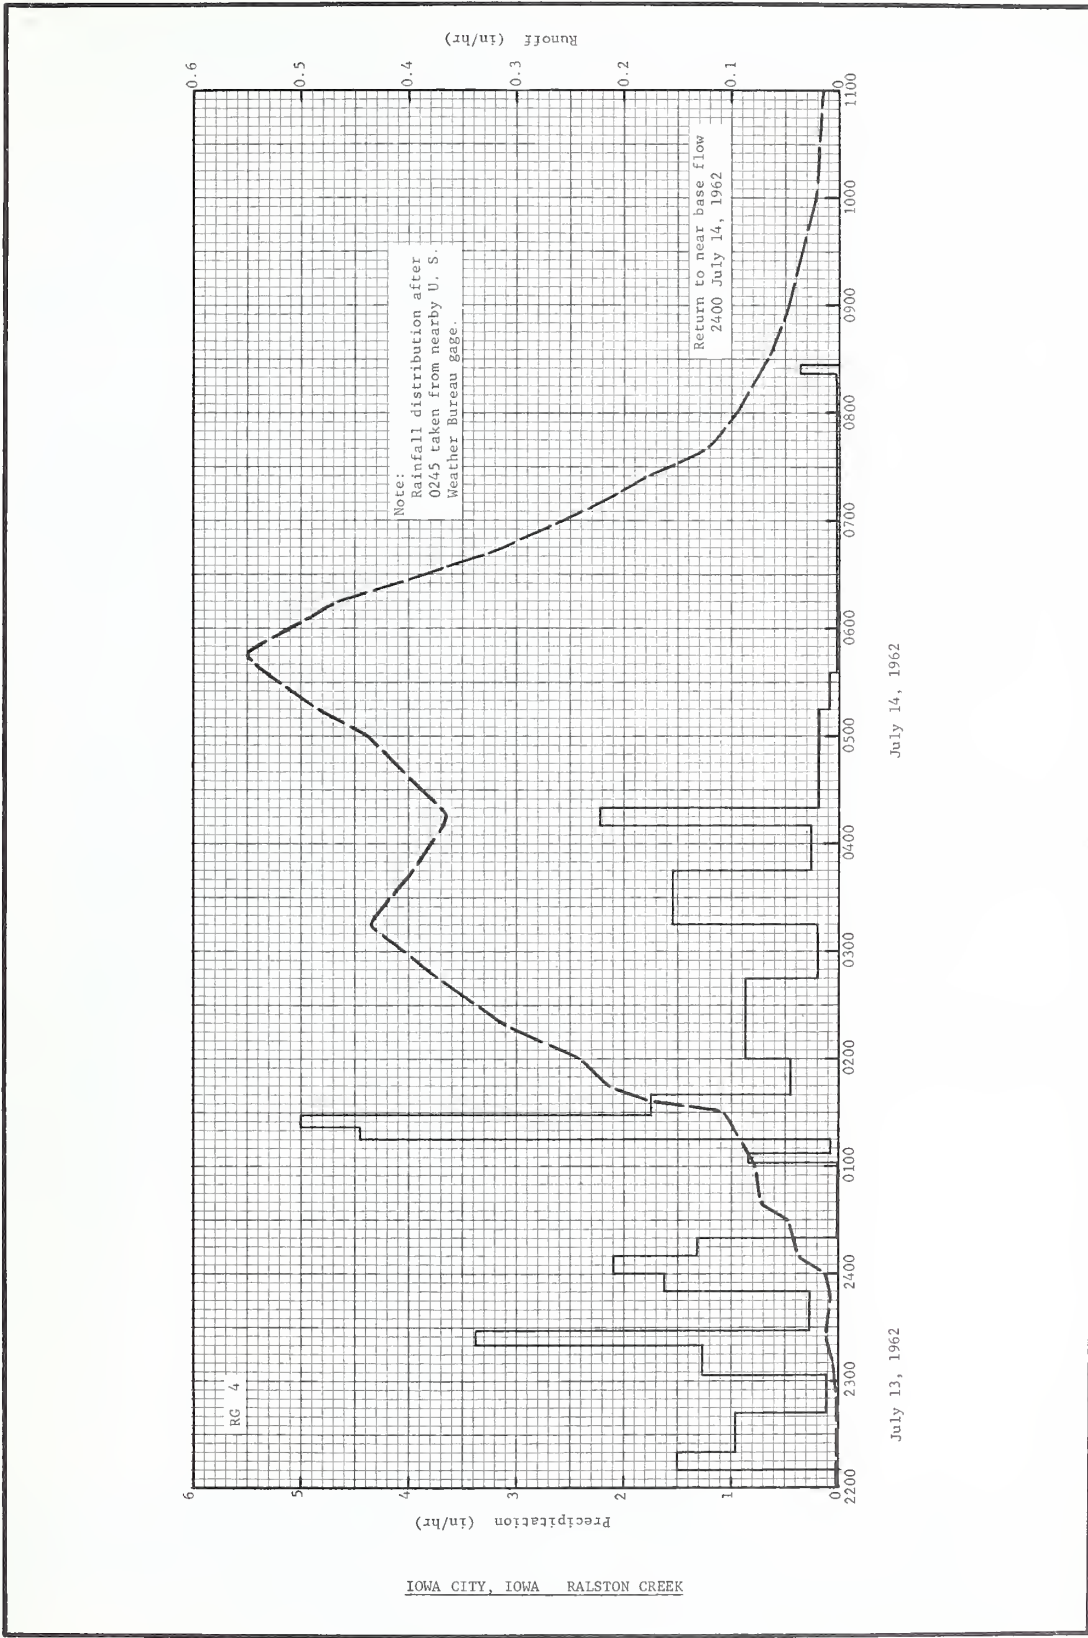 RG 4
Note:
Rainfall distribution after
0245 taken from nearby U. S.
Weather Bureau gage.
Return to near base flow
2400 July 14, 1962
Precipitation (in/hr)
6
5
4
3
2
1
0
Runoff (in/hr)
0.6
0.5
0.4
0.3
0.2
0.1
0
2200 2300 2400 0100 0200 0300 0400 0500 0600 0700 0800 0900 1000 1100
July 13, 1962 July 14, 1962
IOWA CITY, IOWA RALSTON CREEK